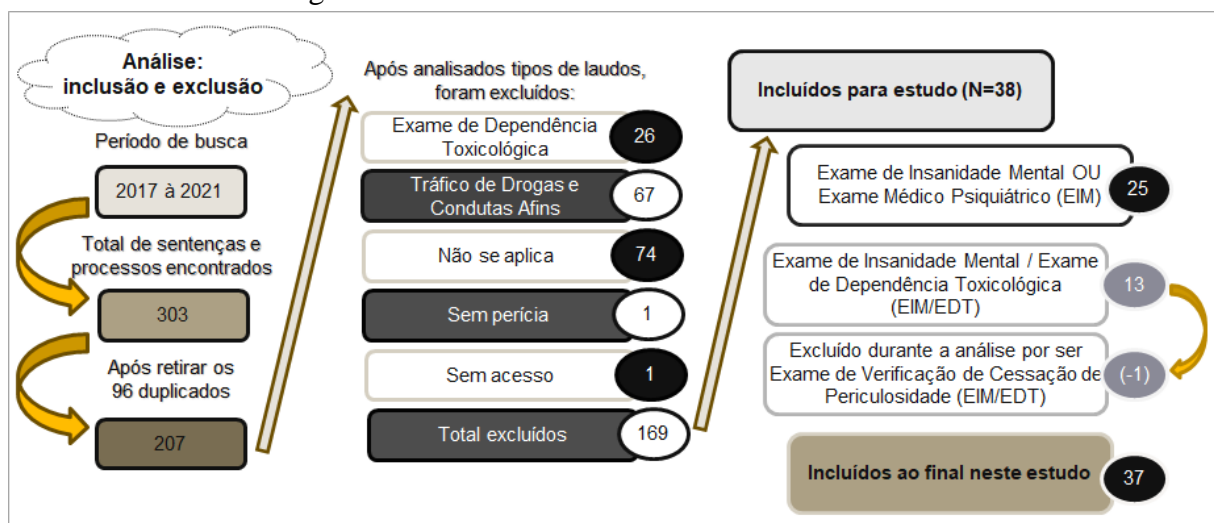 Análise:
inclusão e exclusão
Período de busca
2017 à 2021
Total de sentenças e
processos encontrados
303
Após retirar os
96 duplicados
207
Após analisados tipos de laudos,
foram excluídos:
Exame de Dependência
Toxicológica
26
Tráfico de Drogas e
Condutas Afins
67
Não se aplica
74
Sem perícia
1
Sem acesso
1
Total excluídos
169
Incluídos para estudo (N=38)
Exame de Insanidade Mental OU
Exame Médico Psiquiátrico (EIM)
25
Exame de Insanidade Mental / Exame
de Dependência Toxicológica
(EIM/EDT)
13
Excluído durante a análise por ser
Exame de Verificação de Cessação de
Periculosidade (EIM/EDT)
(-1)
Incluídos ao final neste estudo
37